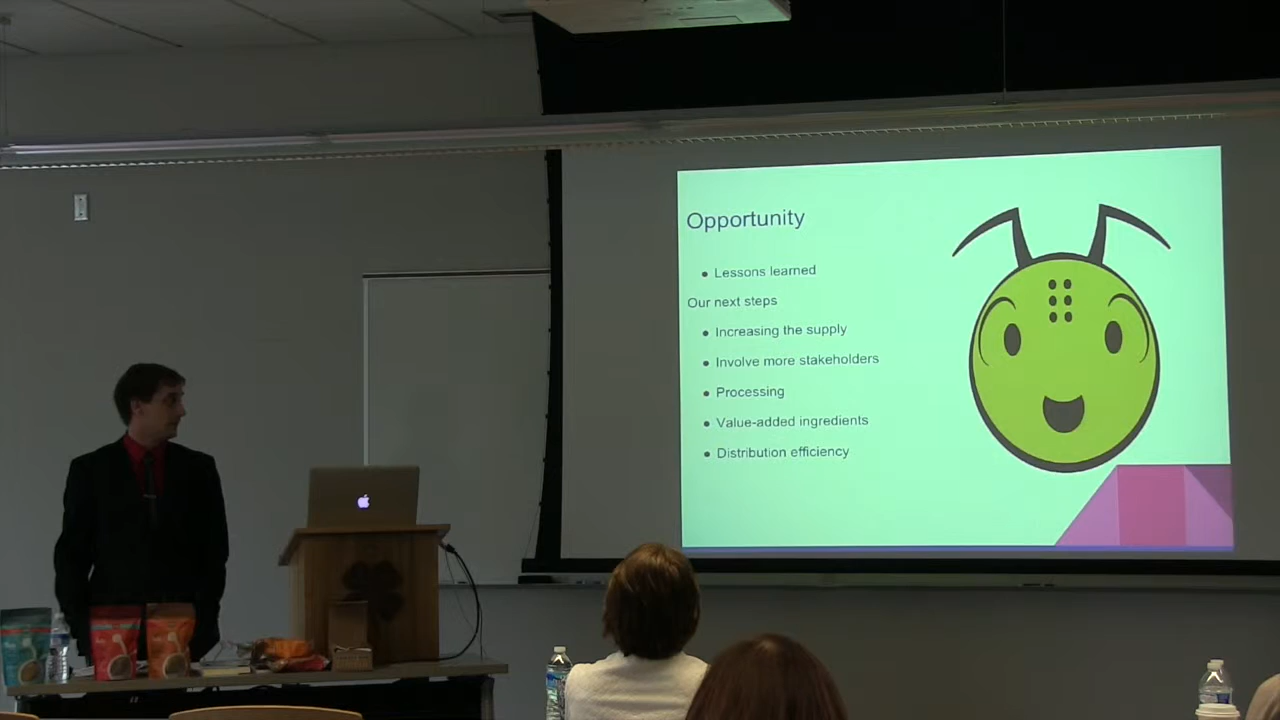 Opportunity
● Lessons learned
Our next steps
● Increasing the supply
● Involve more stakeholders
● Processing
● Value-added ingredients
● Distribution efficiency